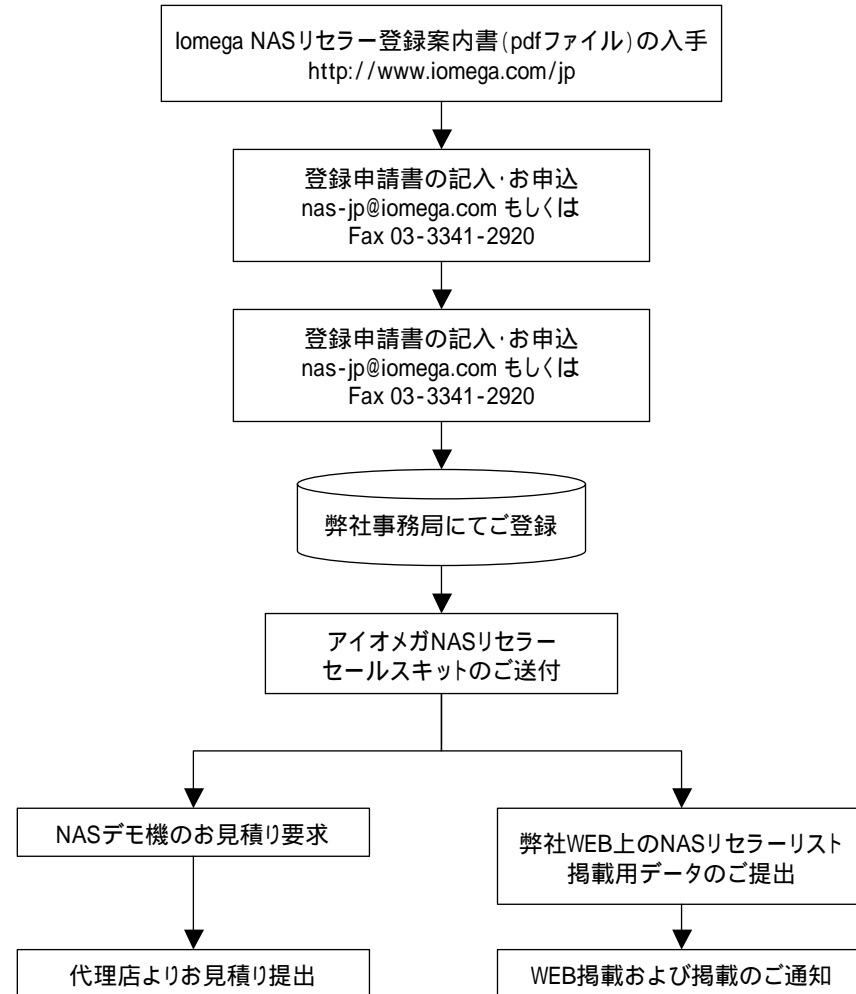 Iomega NASリセラー登録案内書(pdfファイル)の入手
http://www.iomega.com/jp
登録申請書の記入・お申込
nas-jp@iomega.com もしくは
Fax 03-3341-2920
登録申請書の記入・お申込
nas-jp@iomega.com もしくは
Fax 03-3341-2920
弊社事務局にてご登録
アイオメガNASリセラー
セールスキットのご送付
NASデモ機のお見積り要求
弊社WEB上のNASリセラーリスト
掲載用データのご提出
代理店よりお見積り提出
WEB掲載および掲載のご通知